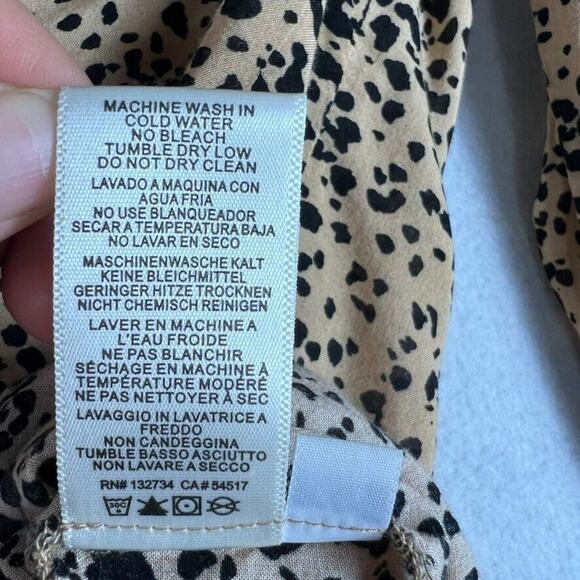 MACHINE WASH IN
COLD WATER
NO BLEACH
TUMBLE DRY LOW
DO NOT DRY CLEAN
LAVADO A MAQUINA CON
AGUA FRIA
NO USE BLANQUEADOR
SECAR A TEMPERATURA BAJA
NO LAVAR EN SECO
MASCHINENWASCHE KALT
KEINE BLEICHMITTEL
GERINGER HITZE TROCKNEN
NICHT CHEMISCH REINIGEN
LAVER EN MACHINE A
L'EAU FROIDE
NE PAS BLANCHIR
SÉCHAGE EN MACHINE À
TEMPÉRATURE MODÉRÉ
NE PAS NETTOYER À SEC
LAVAGGIO IN LAVATRICE A
FREDDO
NON CANDEGGINA
TUMBLE BASSO ASCIUTTO
NON LAVARE A SECCO
RN# 132734 CA# 54517
30C